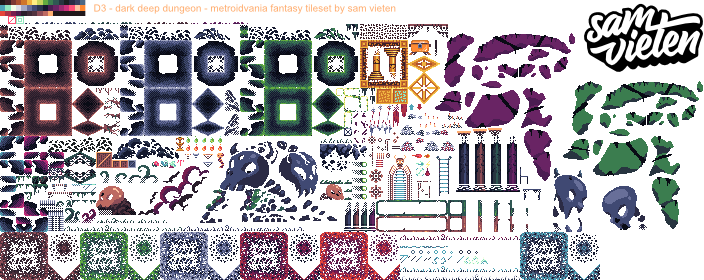 D3 - dark deep dungeon - metroidvania fantasy tileset by sam vieten
sam
vieten